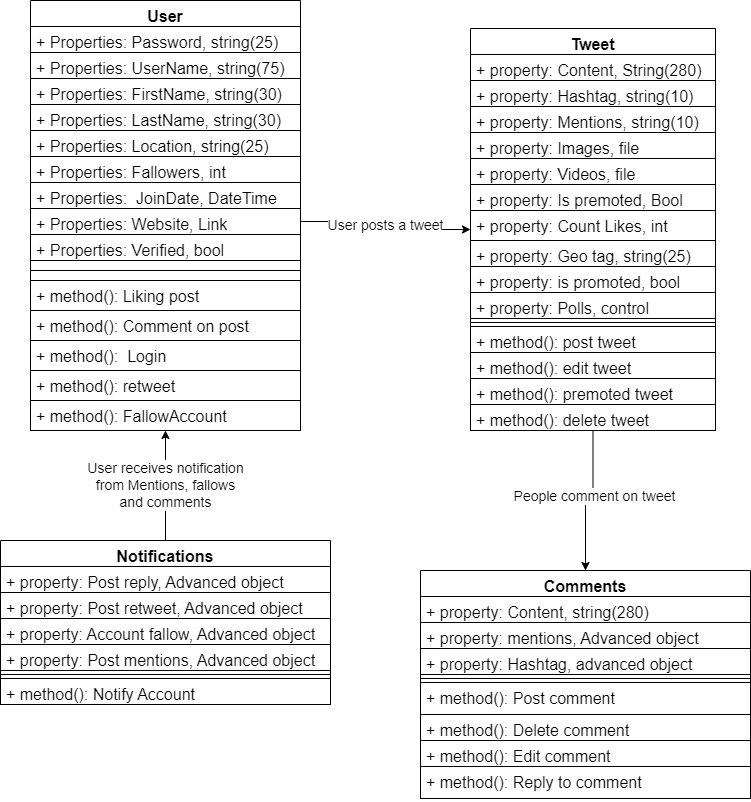 User
+ Properties: Password, string(25)
+ Properties: UserName, string(75)
+ Properties: FirstName, string(30)
+ Properties: LastName, string(30)
+ Properties: Location, string(25)
+ Properties: Fallowers, int
+ Properties:  JoinDate, DateTime
+ Properties: Website, Link
+ Properties: Verified, bool
+ method(): Liking post
+ method(): Comment on post
+ method():  Login
+ method(): retweet
+ method(): FallowAccount
User posts a tweet
Tweet
+ property: Content, String(280)
+ property: Hashtag, string(10)
+ property: Mentions, string(10)
+ property: Images, file
+ property: Videos, file
+ property: Is premoted, Bool
+ property: Count Likes, int
+ property: Geo tag, string(25)
+ property: is promoted, bool
+ property: Polls, control
+ method(): post tweet
+ method(): edit tweet
+ method(): premoted tweet
+ method(): delete tweet
User receives notification
from Mentions, fallows
and comments
People comment on tweet
Notifications
+ property: Post reply, Advanced object
+ property: Post retweet, Advanced object
+ property: Account fallow, Advanced object
+ property: Post mentions, Advanced object
+ method(): Notify Account
Comments
+ property: Content, string(280)
+ property: mentions, Advanced object
+ property: Hashtag, advanced object
+ method(): Post comment
+ method(): Delete comment
+ method(): Edit comment
+ method(): Reply to comment